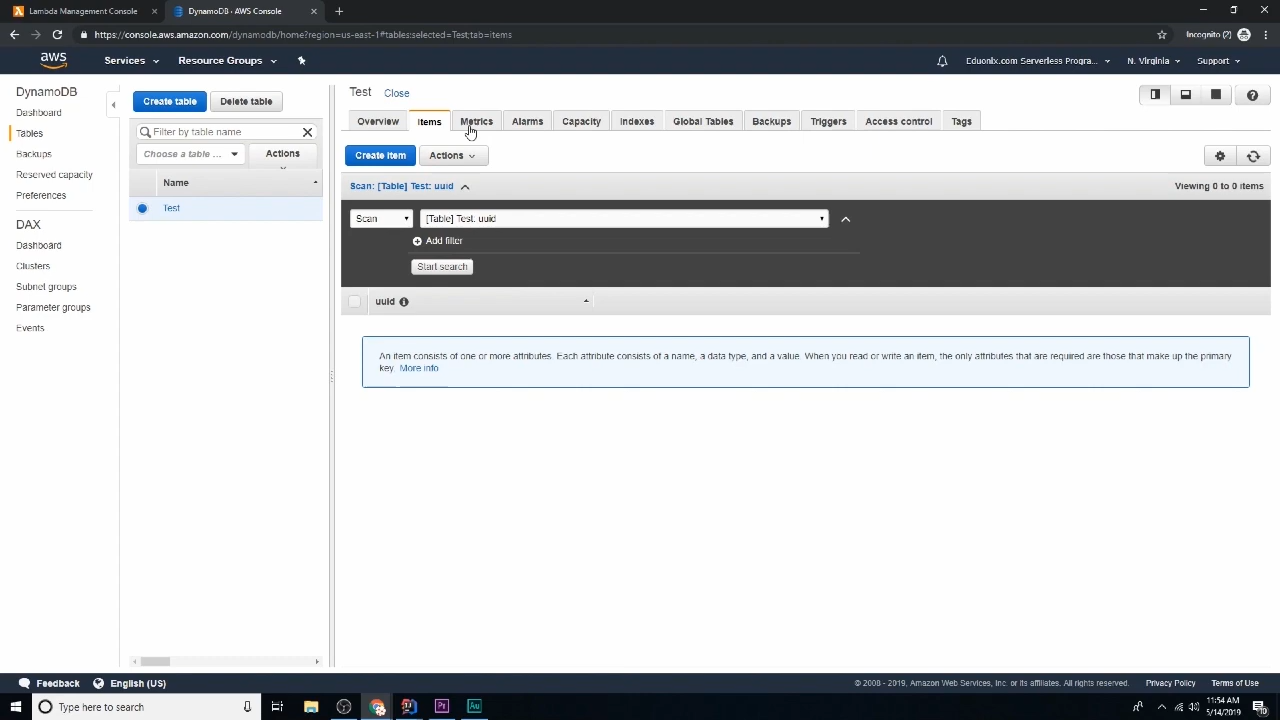 Lambda Management Console
DynamoDB · AWS Console
https://console.aws.amazon.com/dynamodb/home?region=us-east-1#tables:selected=Test;tab=items
Incognito (2)
aws
Services
Resource Groups
Eduonix.com Serverless Progra...
N. Virginia
Support
DynamoDB
Dashboard
Tables
Backups
Reserved capacity
Preferences
DAX
Dashboard
Clusters
Subnet groups
Parameter groups
Events
Create table
Delete table
Filter by table name
Choose a table ...
Actions
Name
Test
Test
Close
Overview
Items
Metrics
Alarms
Capacity
Indexes
Global Tables
Backups
Triggers
Access control
Tags
Create item
Actions
Scan: [Table] Test: uuid
Viewing 0 to 0 items
Scan
[Table] Test: uuid
Add filter
Start search
uuid
An item consists of one or more attributes. Each attribute consists of a name, a data type, and a value. When you read or write an item, the only attributes that are required are those that make up the primary
key. More info
Feedback
English (US)
© 2008 - 2019, Amazon Web Services, Inc. or its affiliates. All rights reserved.
Privacy Policy
Terms of Use
Type here to search
Pr
Au
11:54 AM
5/14/2019